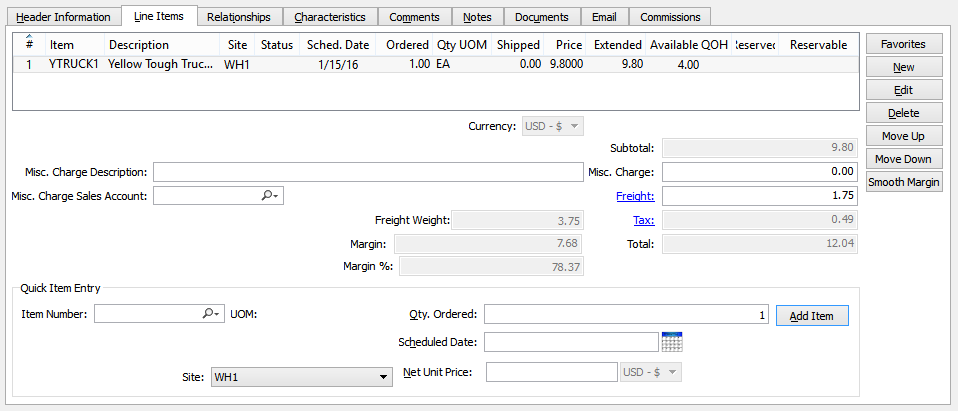 Header Information Line Items Relationships Characteristics Comments Notes Documents Email Commissions
# Item Description Site Status Sched. Date Ordered Qty UOM Shipped Price Extended Available QOH Reserved Reservable
1 YTRUCK1 Yellow Tough Truc... WH1 1/15/16 1.00 EA 0.00 9.8000 9.80 4.00
Favorites
New
Edit
Delete
Move Up
Move Down
Smooth Margin
Currency: USD - $
Subtotal: 9.80
Misc. Charge Description: Misc. Charge: 0.00
Misc. Charge Sales Account: Freight: 1.75
Freight Weight: 3.75 Tax: 0.49
Margin: 7.68 Total: 12.04
Margin %: 78.37
Quick Item Entry
Item Number: UOM: Qty. Ordered: 1 Add Item
Scheduled Date:
Site: WH1 Net Unit Price: USD - $